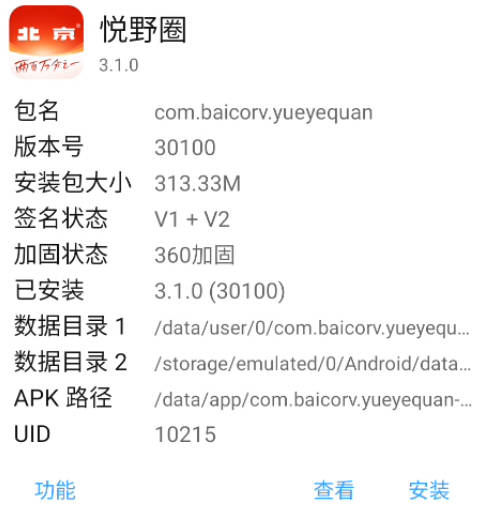 北京
两百万分之一
悦野圈
3.1.0
包名 com.baicorv.yueyequan
版本号 30100
安装包大小 313.33M
签名状态 V1 + V2
加固状态 360加固
已安装 3.1.0 (30100)
数据目录 1 /data/user/0/com.baicorv.yueyequ...
数据目录 2 /storage/emulated/0/Android/data...
APK 路径 /data/app/com.baicorv.yueyequan-...
UID 10215
功能 查看 安装